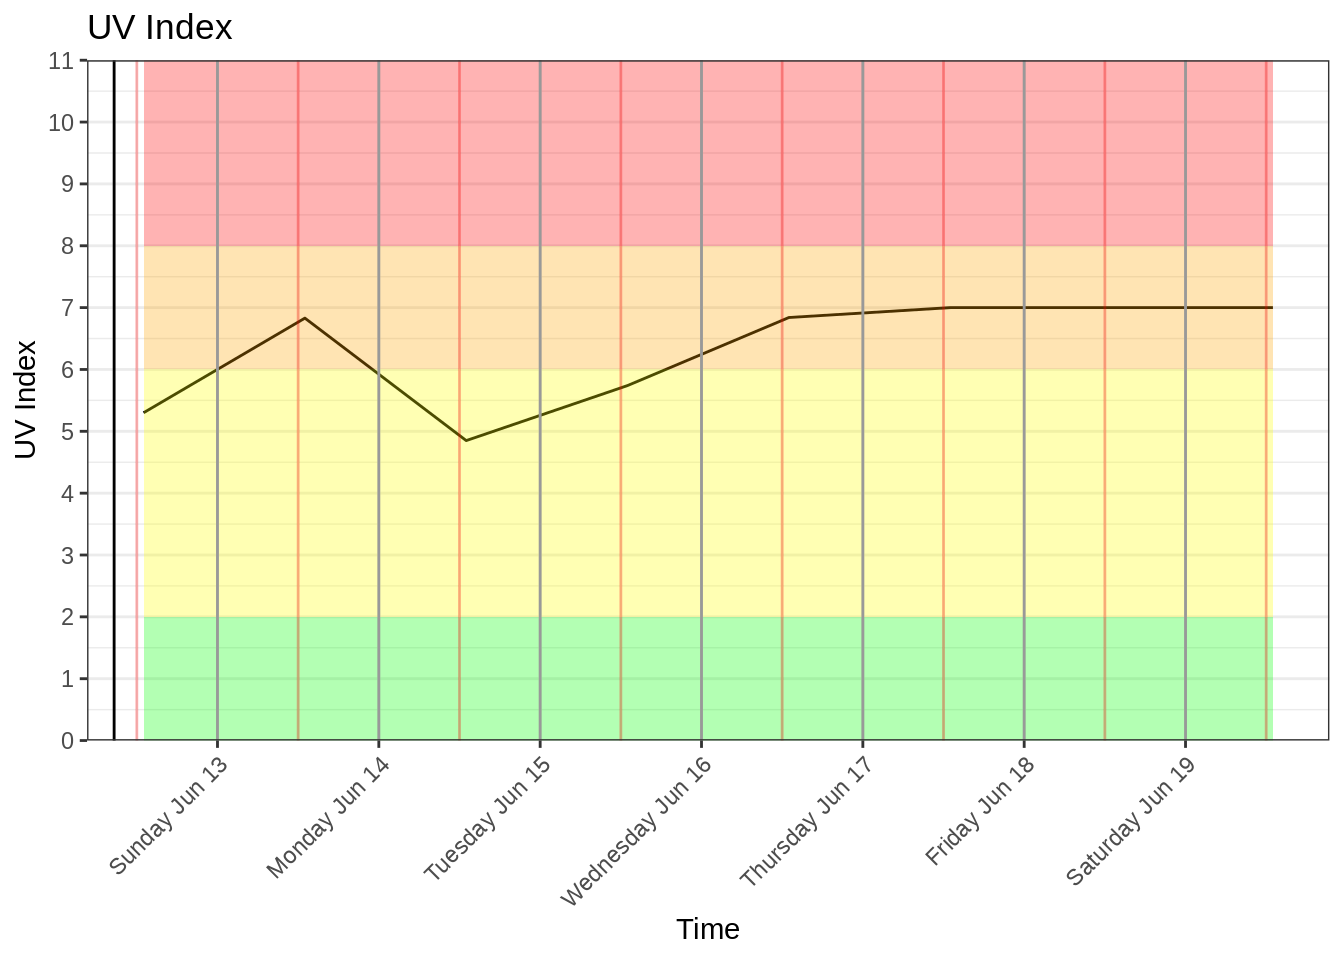 UV Index
11
10
9
8
7
6
5
4
3
2
1
0
UV Index
Sunday Jun 13
Monday Jun 14
Tuesday Jun 15
Wednesday Jun 16
Thursday Jun 17
Friday Jun 18
Saturday Jun 19
Time